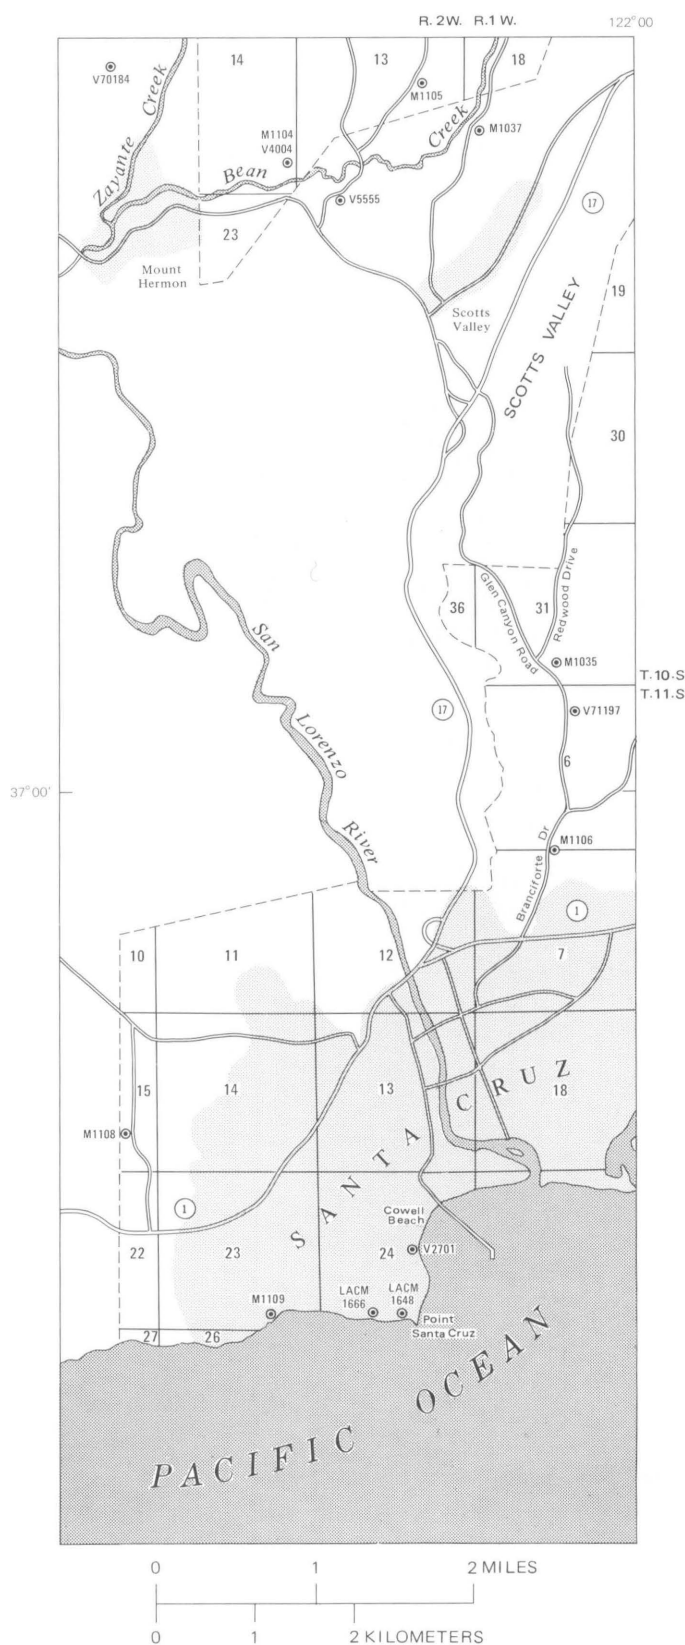 R. 2W. R.1 W.
122°00
14
13
18
V70184
M1105
Zayante Creek
M1104
V4004
Bean Creek
M1037
V5555
17
23
Mount
Hermon
19
Scotts
Valley
SCOTTS VALLEY
30
36
31
Glen Canyon Road
Redwood Drive
San Lorenzo River
M1035
T.10.S
T.11.S
17
V71197
6
37°00'
M1106
Branciforte Dr
1
10
11
12
7
15
14
13
18
SANTA CRUZ
M1108
1
Cowell
Beach
22
23
24
V2701
M1109
LACM
1666
LACM
1648
Point
Santa Cruz
27
26
PACIFIC OCEAN
0 1 2 MILES
0 1 2 KILOMETERS